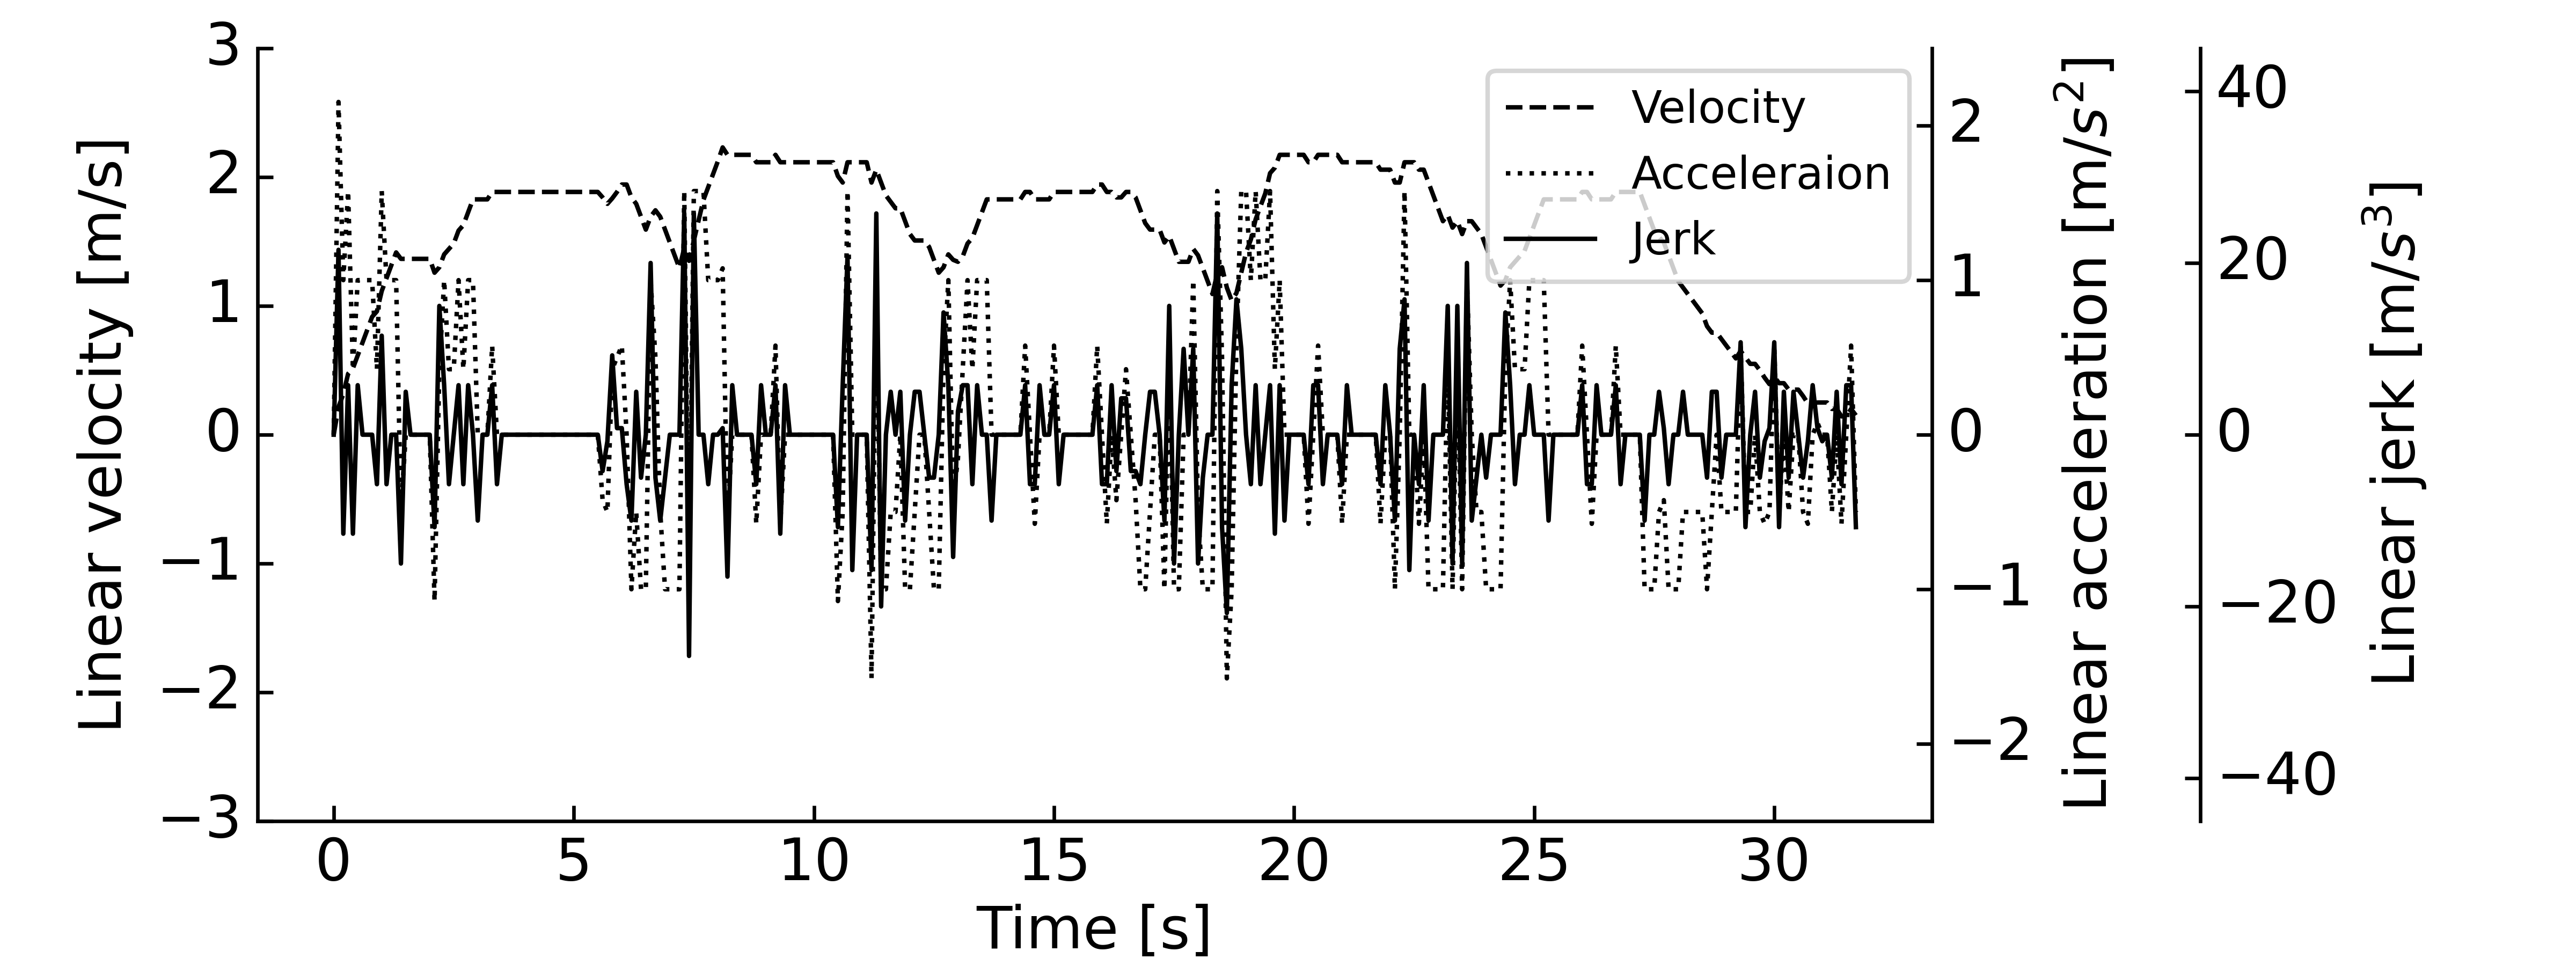 Linear velocity [m/s]
3
2
1
0
−1
−2
−3
0 5 10 15 20 25 30
Time [s]
Velocity
Acceleraion
Jerk
2
1
0
−1
−2
Linear acceleration [m/s²]
40
20
0
−20
−40
Linear jerk [m/s³]